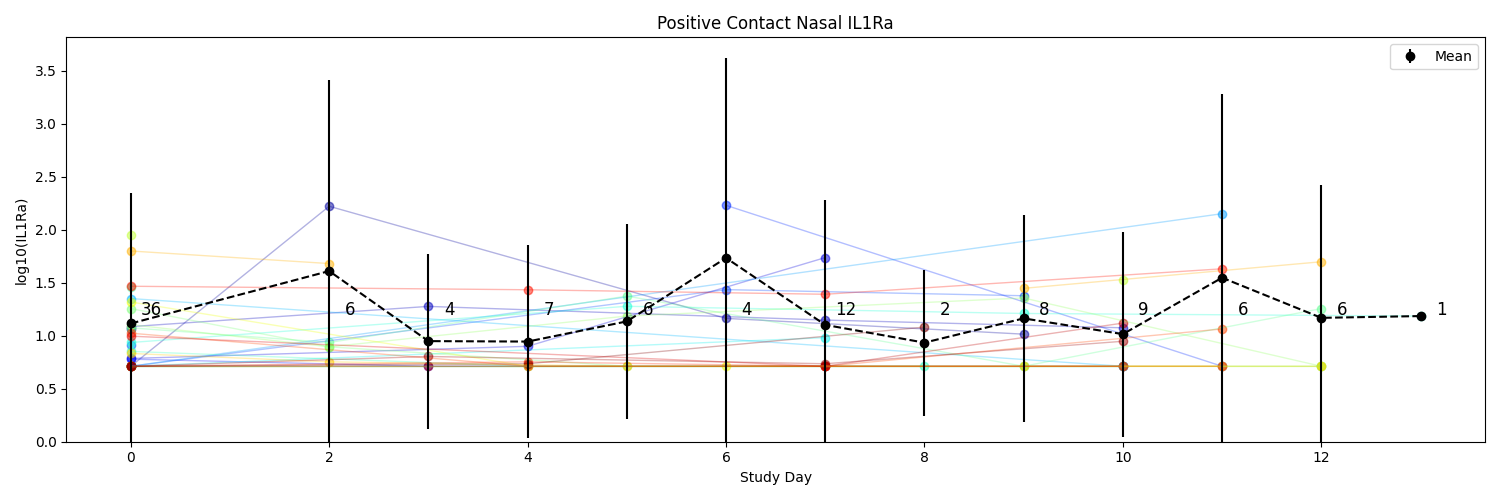 Positive Contact Nasal IL1Ra
Mean
log10(IL1Ra)
3.5
3.0
2.5
2.0
1.5
1.0
0.5
0.0
36 6 4 7 6 4 12 2 8 9 6 6 1
0 2 4 6 8 10 12
Study Day